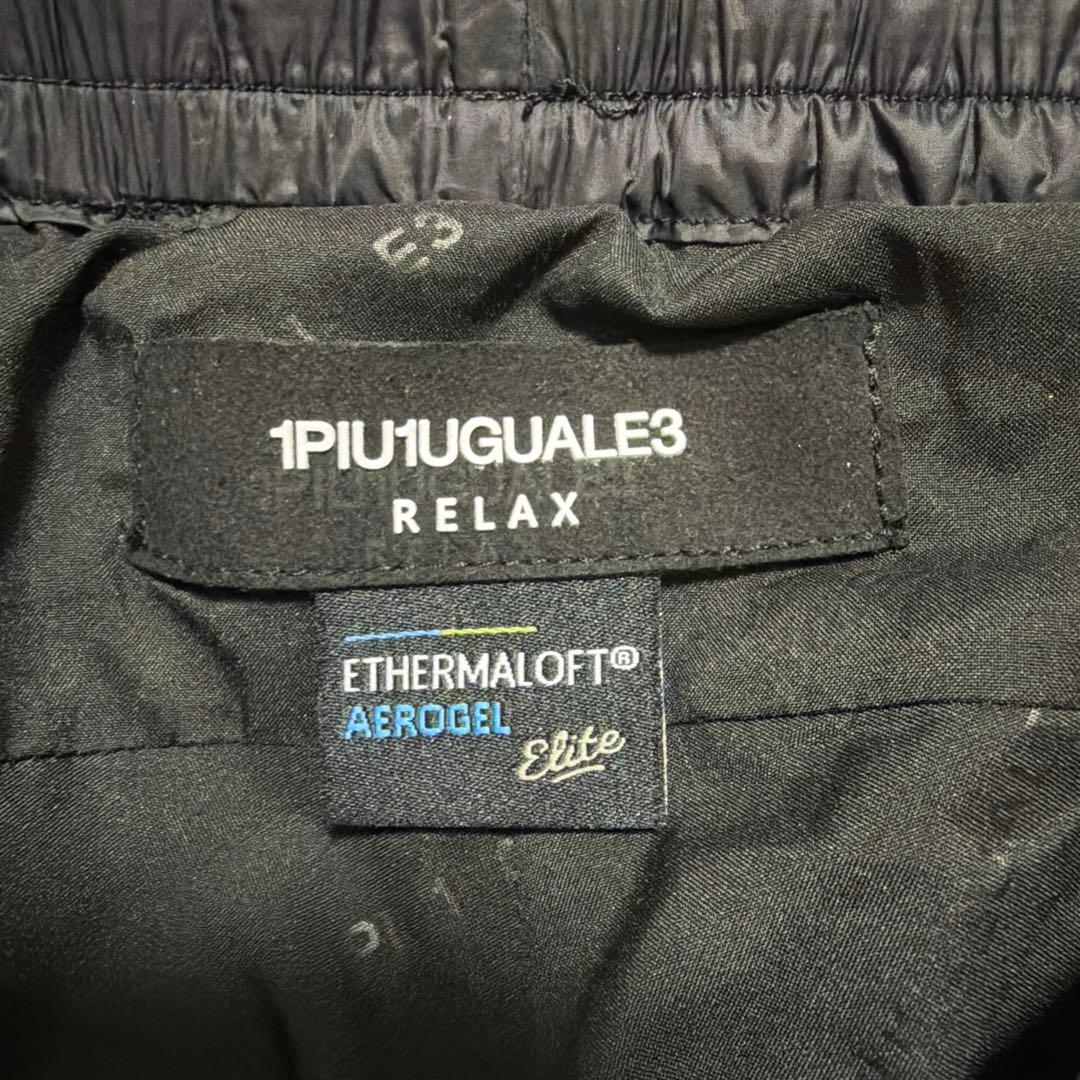 1PIU1UGUALE3
RELAX
ETHERMALOFT®
AEROGEL
Elite